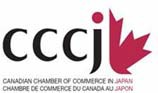 cccj
CANADIAN CHAMBER OF COMMERCE IN JAPAN
CHAMBRE DE COMMERCE DU CANADA AU JAPON